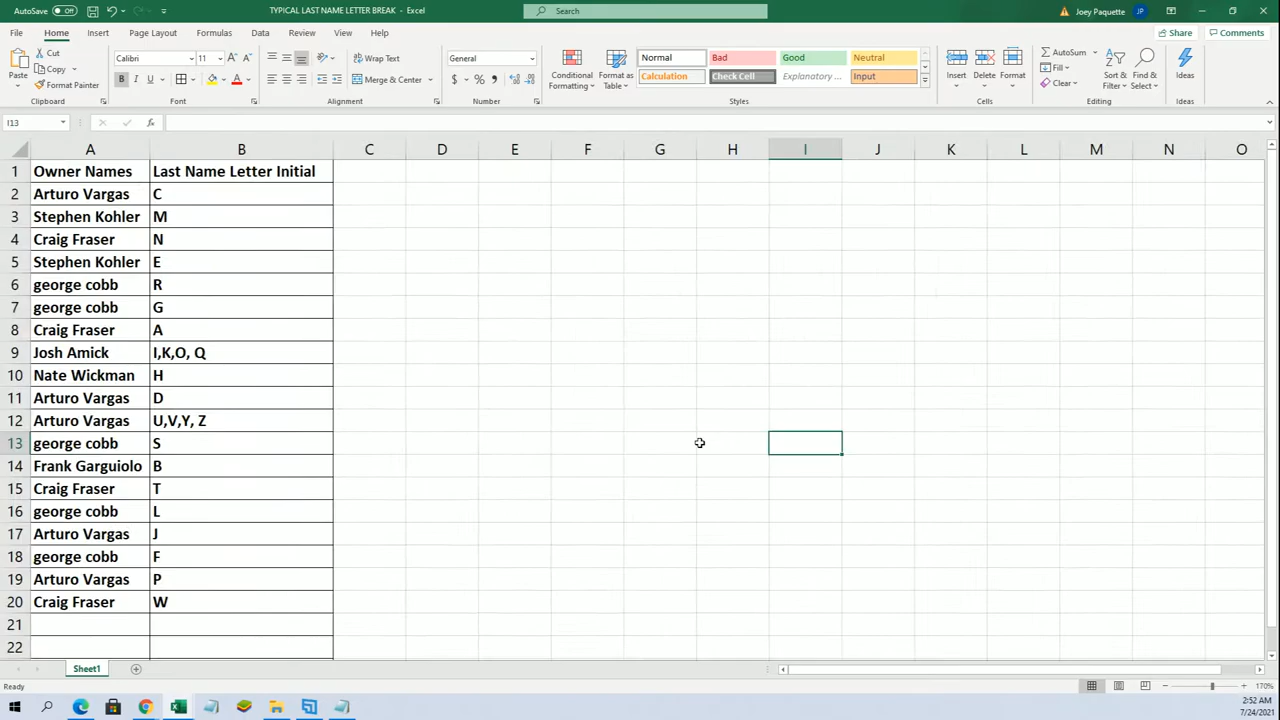 AutoSave Off
TYPICAL LAST NAME LETTER BREAK - Excel
Search
Joey Paquette JP
File Home Insert Draw Page Layout Formulas Data Review View Help
Share Comments
Cut
Copy
Format Painter
Paste
Clipboard
Calibri 11
B I U
Font
Wrap Text
Merge & Center
Alignment
General
$ % 
Number
Conditional Formatting
Format as Table
Normal Bad Good Neutral
Calculation Check Cell Explanatory ... Input
Styles
Insert Delete Format
Cells
AutoSum
Fill
Clear
Sort & Filter
Find & Select
Editing
Ideas
Ideas
I13
fx
A B C D E F G H I J K L M N O
1 Owner Names Last Name Letter Initial
2 Arturo Vargas C
3 Stephen Kohler M
4 Craig Fraser N
5 Stephen Kohler E
6 george cobb R
7 george cobb G
8 Craig Fraser A
9 Josh Amick I,K,O, Q
10 Nate Wickman H
11 Arturo Vargas D
12 Arturo Vargas U,V,Y, Z
13 george cobb S
14 Frank Garguiolo B
15 Craig Fraser T
16 george cobb L
17 Arturo Vargas J
18 george cobb F
19 Arturo Vargas P
20 Craig Fraser W
21
22
Sheet1
Ready
170%
2:52 AM
7/24/2021